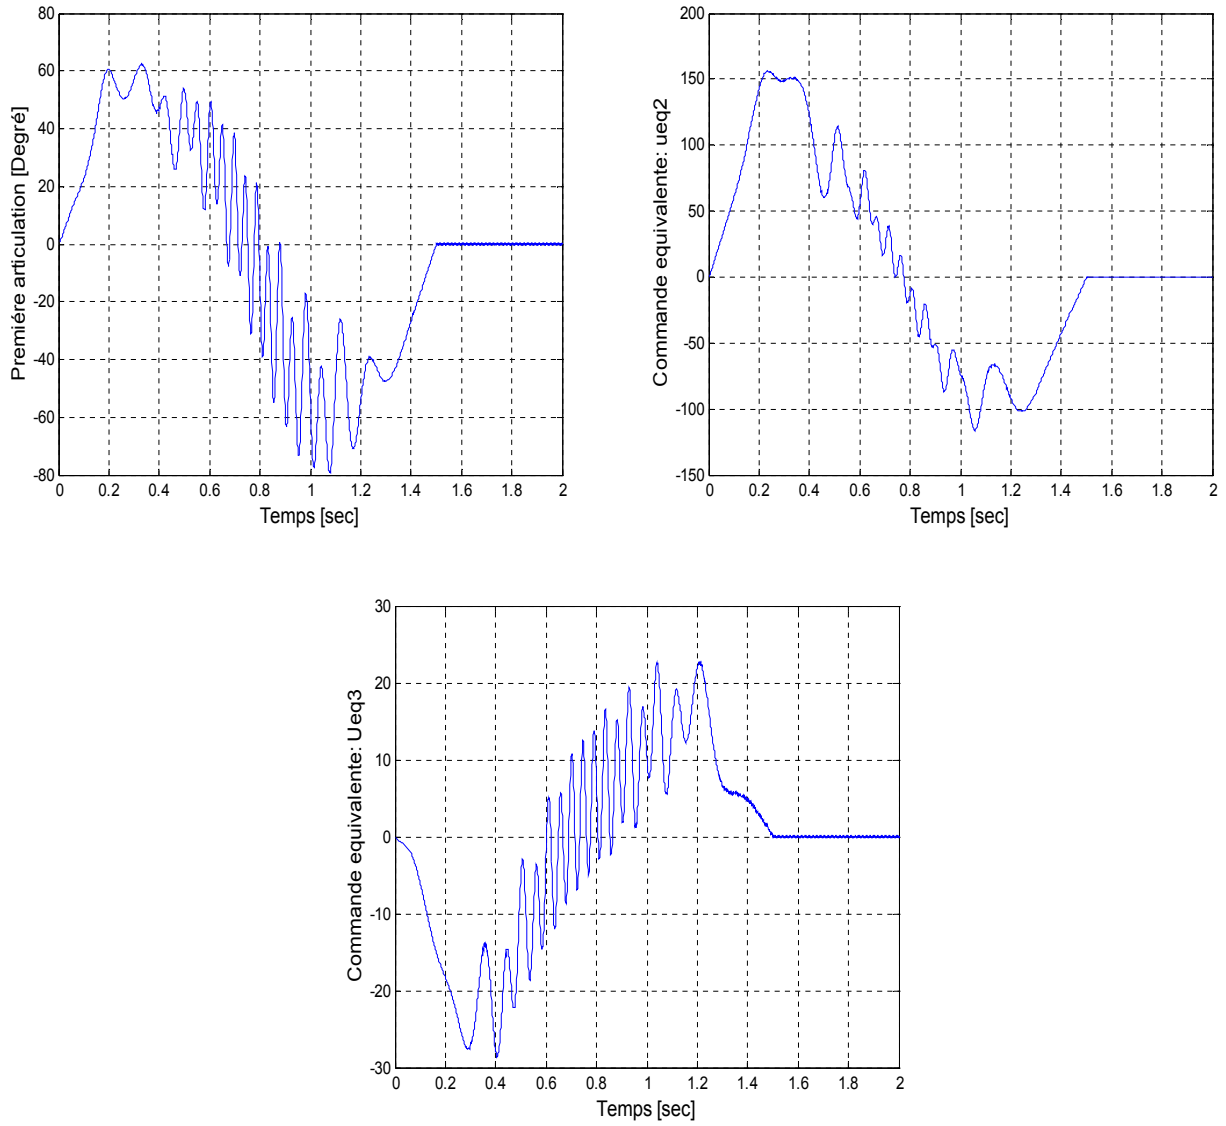 80
60
40
20
0
-20
-40
-60
-80
Premiére articulation [Degré]
0 0.2 0.4 0.6 0.8 1 1.2 1.4 1.6 1.8 2
Temps [sec]
200
150
100
50
0
-50
-100
-150
Commande equivalente: ueq2
0 0.2 0.4 0.6 0.8 1 1.2 1.4 1.6 1.8 2
Temps [sec]
30
20
10
0
-10
-20
-30
Commande equivalente: Ueq3
0 0.2 0.4 0.6 0.8 1 1.2 1.4 1.6 1.8 2
Temps [sec]